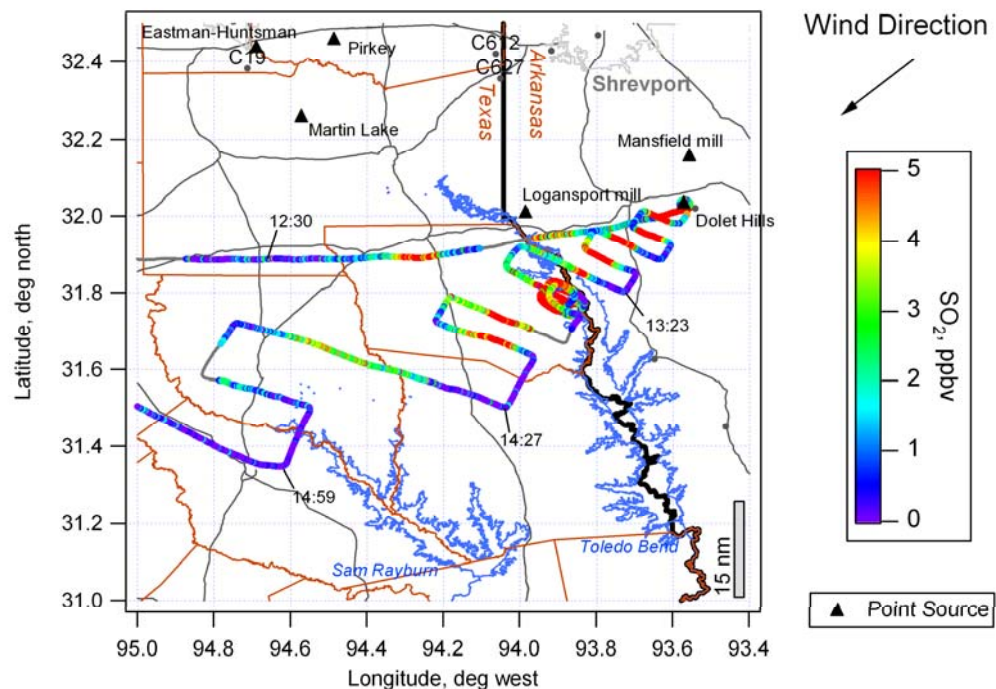 Wind Direction
Eastman-Huntsman
Pirkey
C19
C612
C627
Texas
Arkansas
Shrevport
Martin Lake
Mansfield mill
Logansport mill
Dolet Hills
12:30
13:23
14:27
14:59
Sam Rayburn
Toledo Bend
15 nm
32.4
32.2
32.0
31.8
31.6
31.4
31.2
31.0
Latitude, deg north
95.0 94.8 94.6 94.4 94.2 94.0 93.8 93.6 93.4
Longitude, deg west
5
4
3
2
1
0
SO2, ppbv
▲ Point Source